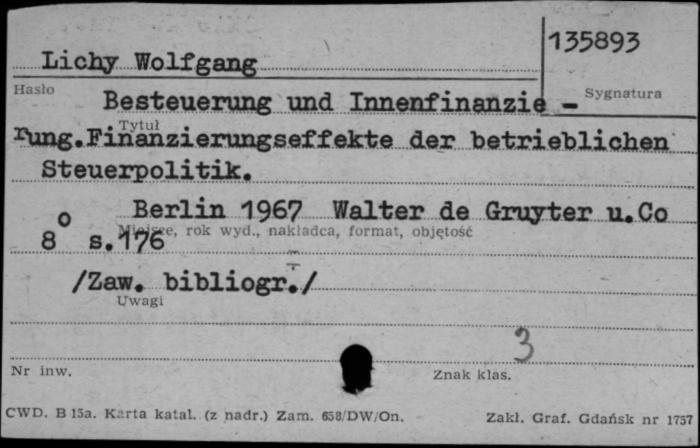 135893
Lichy Wolfgang
Hasło
Sygnatura
Besteuerung und Innenfinanzie -
Tytuł
rung.Finanzierungseffekte der betrieblichen
Steuerpolitik.
Berlin 1967 Walter de Gruyter u.Co
Miejsce, rok wyd., nakładca, format, objętość
8o s.176
/Zaw. bibliogr./
Uwagi
3
Nr inw.
Znak klas.
CWD. B 15a. Karta katal. (z nadr.) Zam. 658/DW/On.
Zakł. Graf. Gdańsk nr 1757